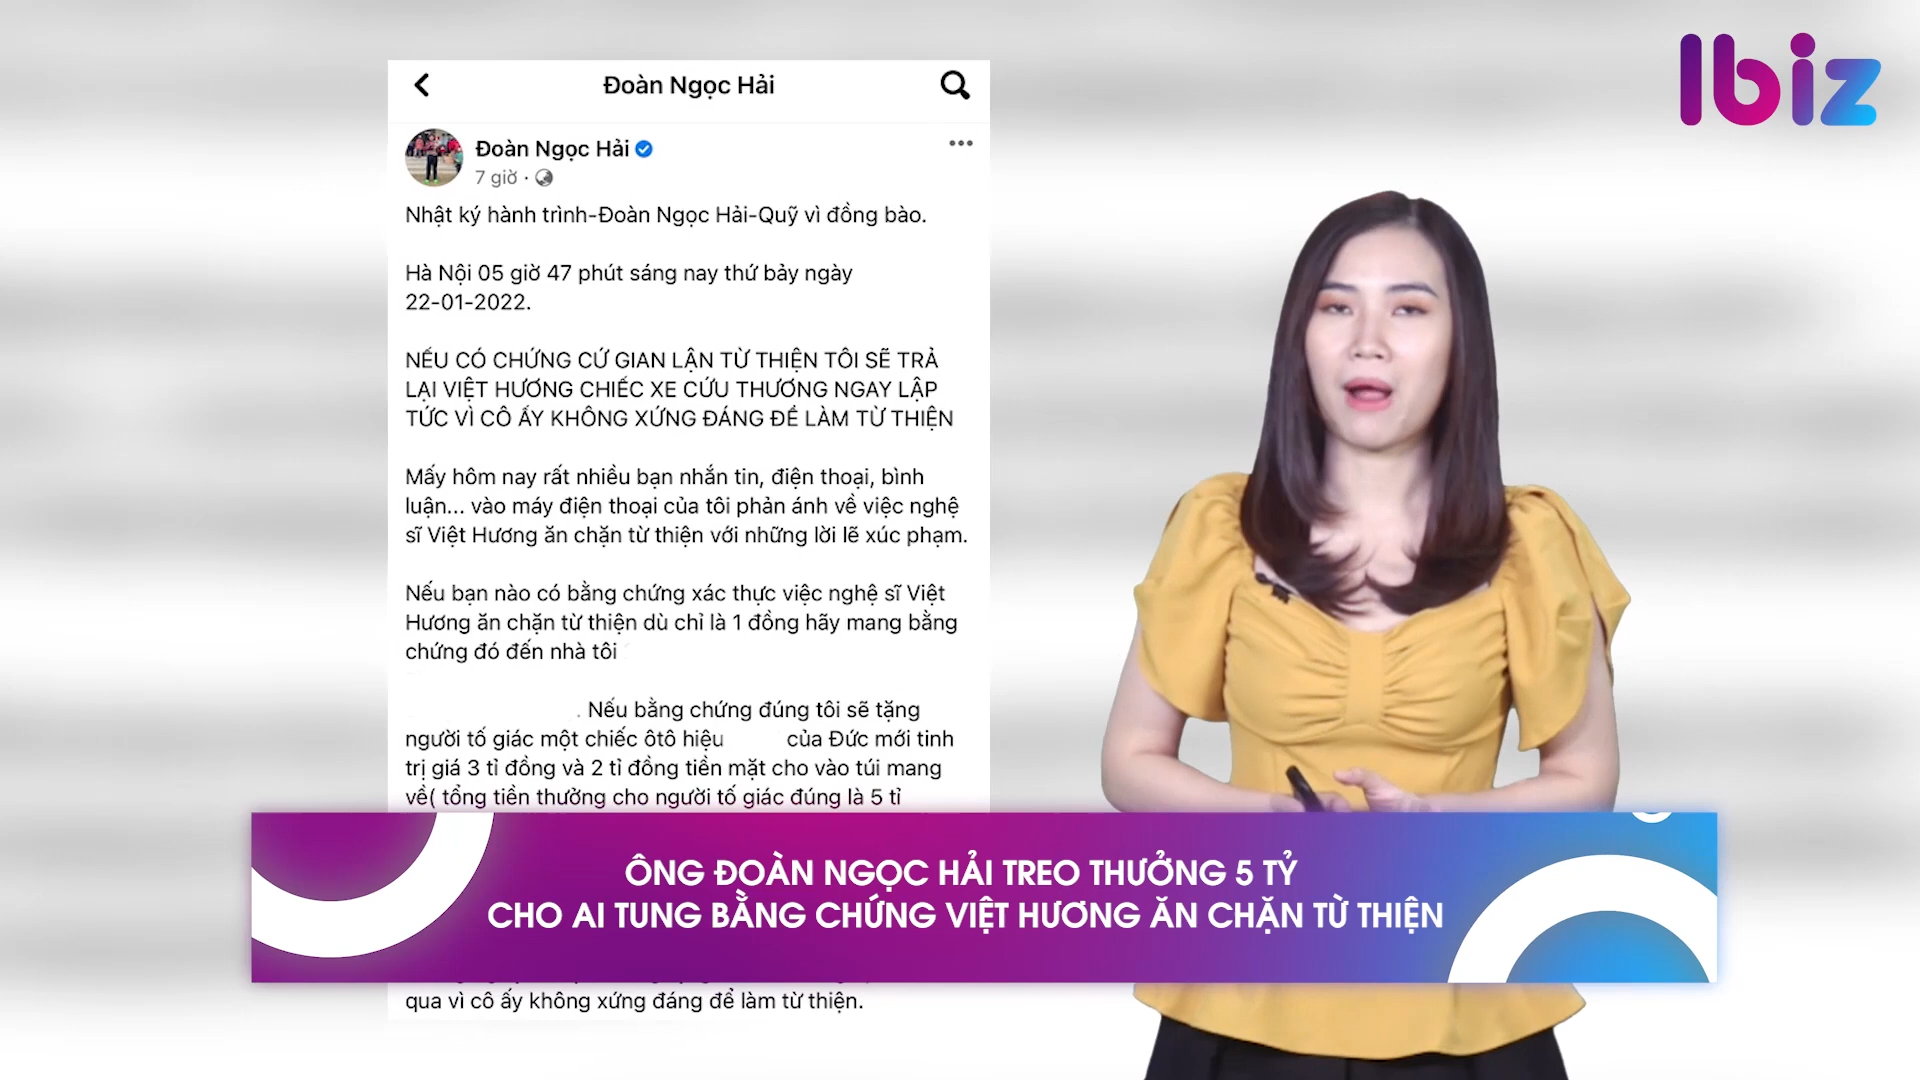 Ibiz
Đoàn Ngọc Hải
Đoàn Ngọc Hải
7 giờ ·
Nhật ký hành trình-Đoàn Ngọc Hải-Quỹ vì đồng bào.
Hà Nội 05 giờ 47 phút sáng nay thứ bảy ngày
22-01-2022.
NẾU CÓ CHỨNG CỨ GIAN LẬN TỪ THIỆN TÔI SẼ TRẢ
LẠI VIỆT HƯƠNG CHIẾC XE CỨU THƯƠNG NGAY LẬP
TỨC VÌ CÔ ẤY KHÔNG XỨNG ĐÁNG ĐỂ LÀM TỪ THIỆN
Mấy hôm nay rất nhiều bạn nhắn tin, điện thoại, bình
luận... vào máy điện thoại của tôi phản ánh về việc nghệ
sĩ Việt Hương ăn chặn từ thiện với những lời lẽ xúc phạm.
Nếu bạn nào có bằng chứng xác thực việc nghệ sĩ Việt
Hương ăn chặn từ thiện dù chỉ là 1 đồng hãy mang bằng
chứng đó đến nhà tôi
. Nếu bằng chứng đúng tôi sẽ tặng
người tố giác một chiếc ôtô hiệu của Đức mới tinh
trị giá 3 tỉ đồng và 2 tỉ đồng tiền mặt cho vào túi mang
về( tổng tiền thưởng cho người tố giác đúng là 5 tỉ
ÔNG ĐOÀN NGỌC HẢI TREO THƯỞNG 5 TỶ
CHO AI TUNG BẰNG CHỨNG VIỆT HƯƠNG ĂN CHẶN TỪ THIỆN
qua vì cô ấy không xứng đáng để làm từ thiện.